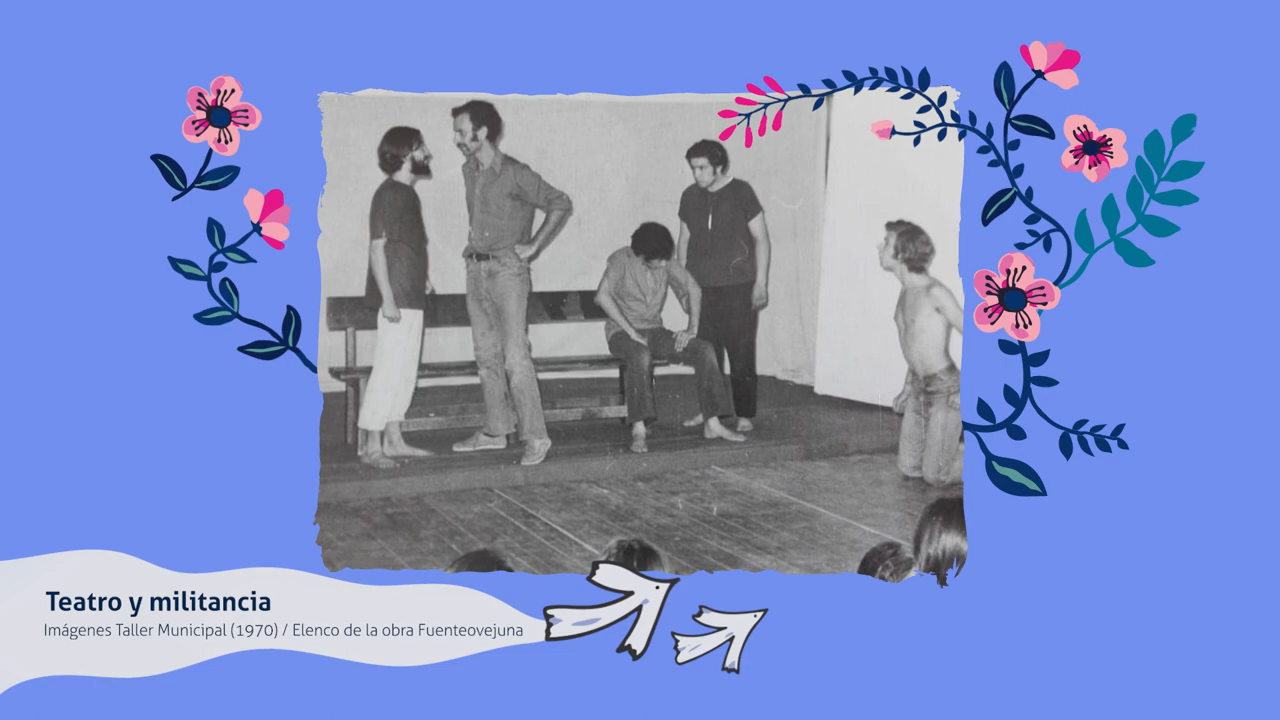 Teatro y militancia
Imágenes Taller Municipal (1970) / Elenco de la obra Fuenteovejuna